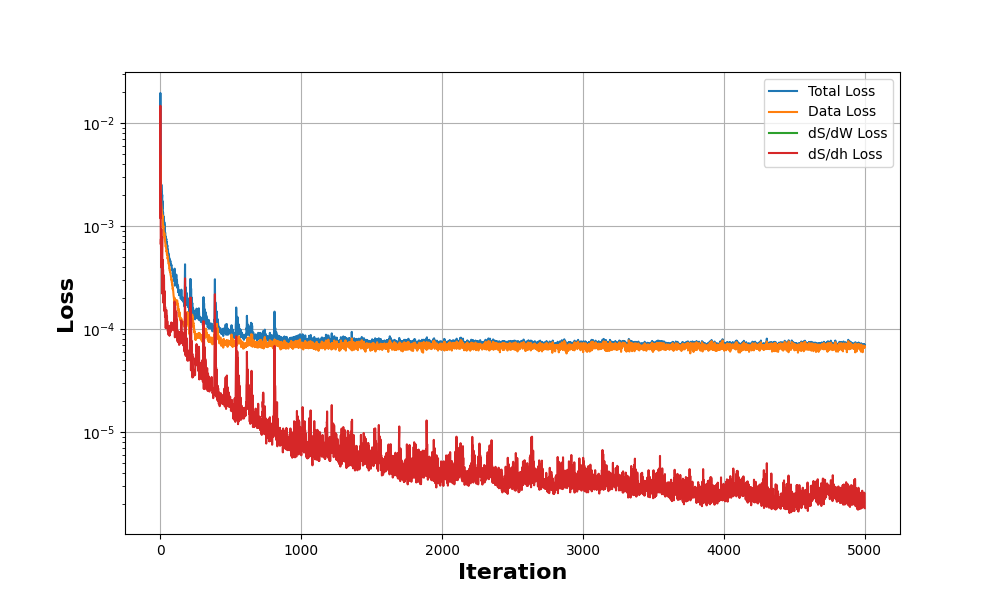 Total Loss
Data Loss
dS/dW Loss
dS/dh Loss
10⁻²
10⁻³
10⁻⁴
10⁻⁵
Loss
0 1000 2000 3000 4000 5000
Iteration